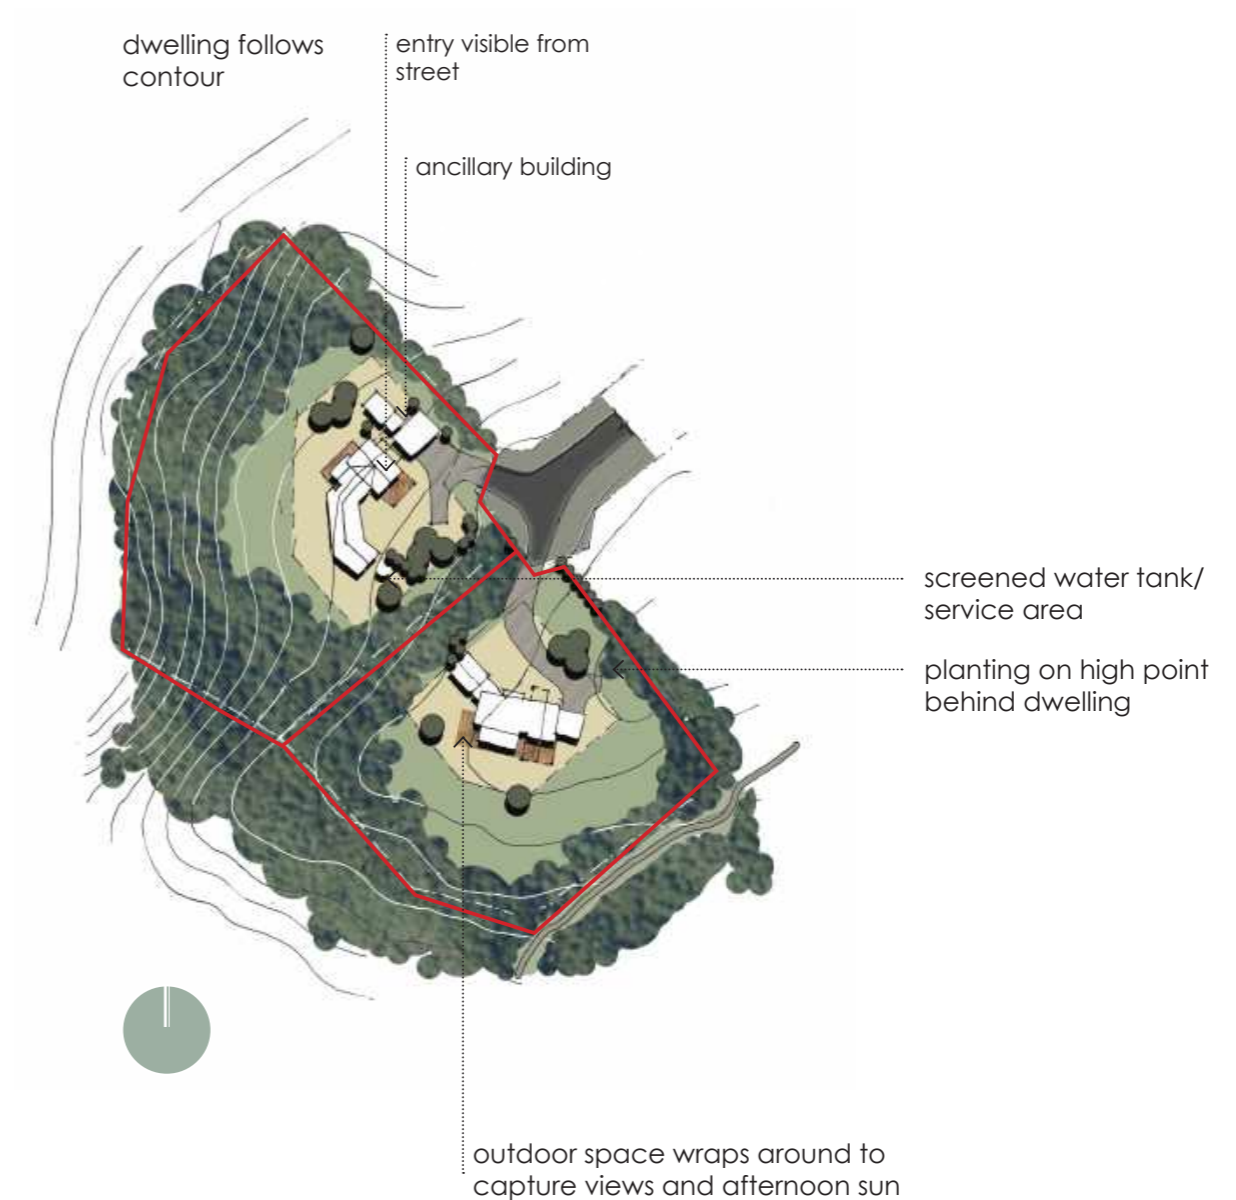 dwelling follows
contour
entry visible from
street
ancillary building
screened water tank/
service area
planting on high point
behind dwelling
outdoor space wraps around to
capture views and afternoon sun